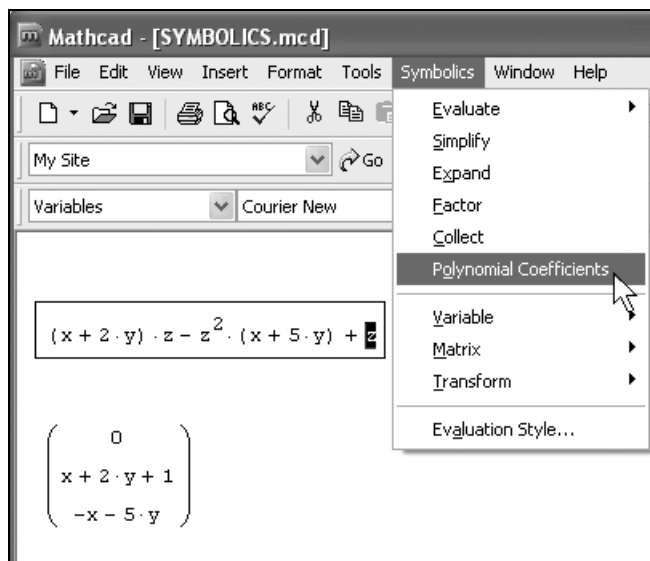 Mathcad - [SYMBOLICS.mcd]
File Edit View Insert Format Tools Symbolics Window Help
ABC
My Site Go
Variables Courier New
Evaluate
Simplify
Expand
Factor
Collect
Polynomial Coefficients
Variable
Matrix
Transform
Evaluation Style...
(x + 2·y)·z − z²·(x + 5·y) + z
0
x + 2·y + 1
−x − 5·y